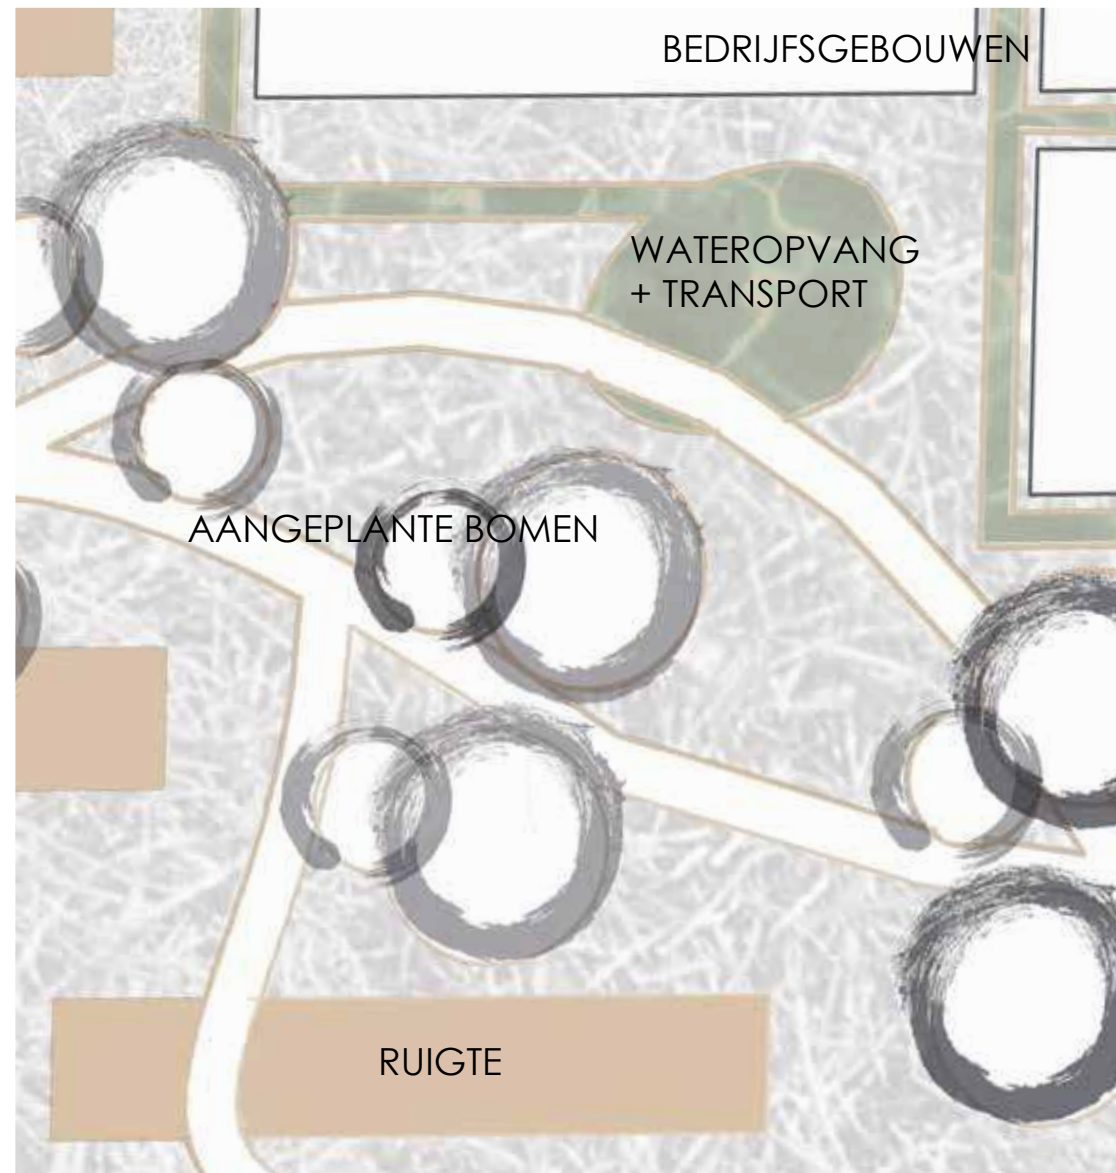 BEDRIJFSGEBOUWEN
WATEROPVANG
+ TRANSPORT
AANGEPLANTE BOMEN
RUIGTE